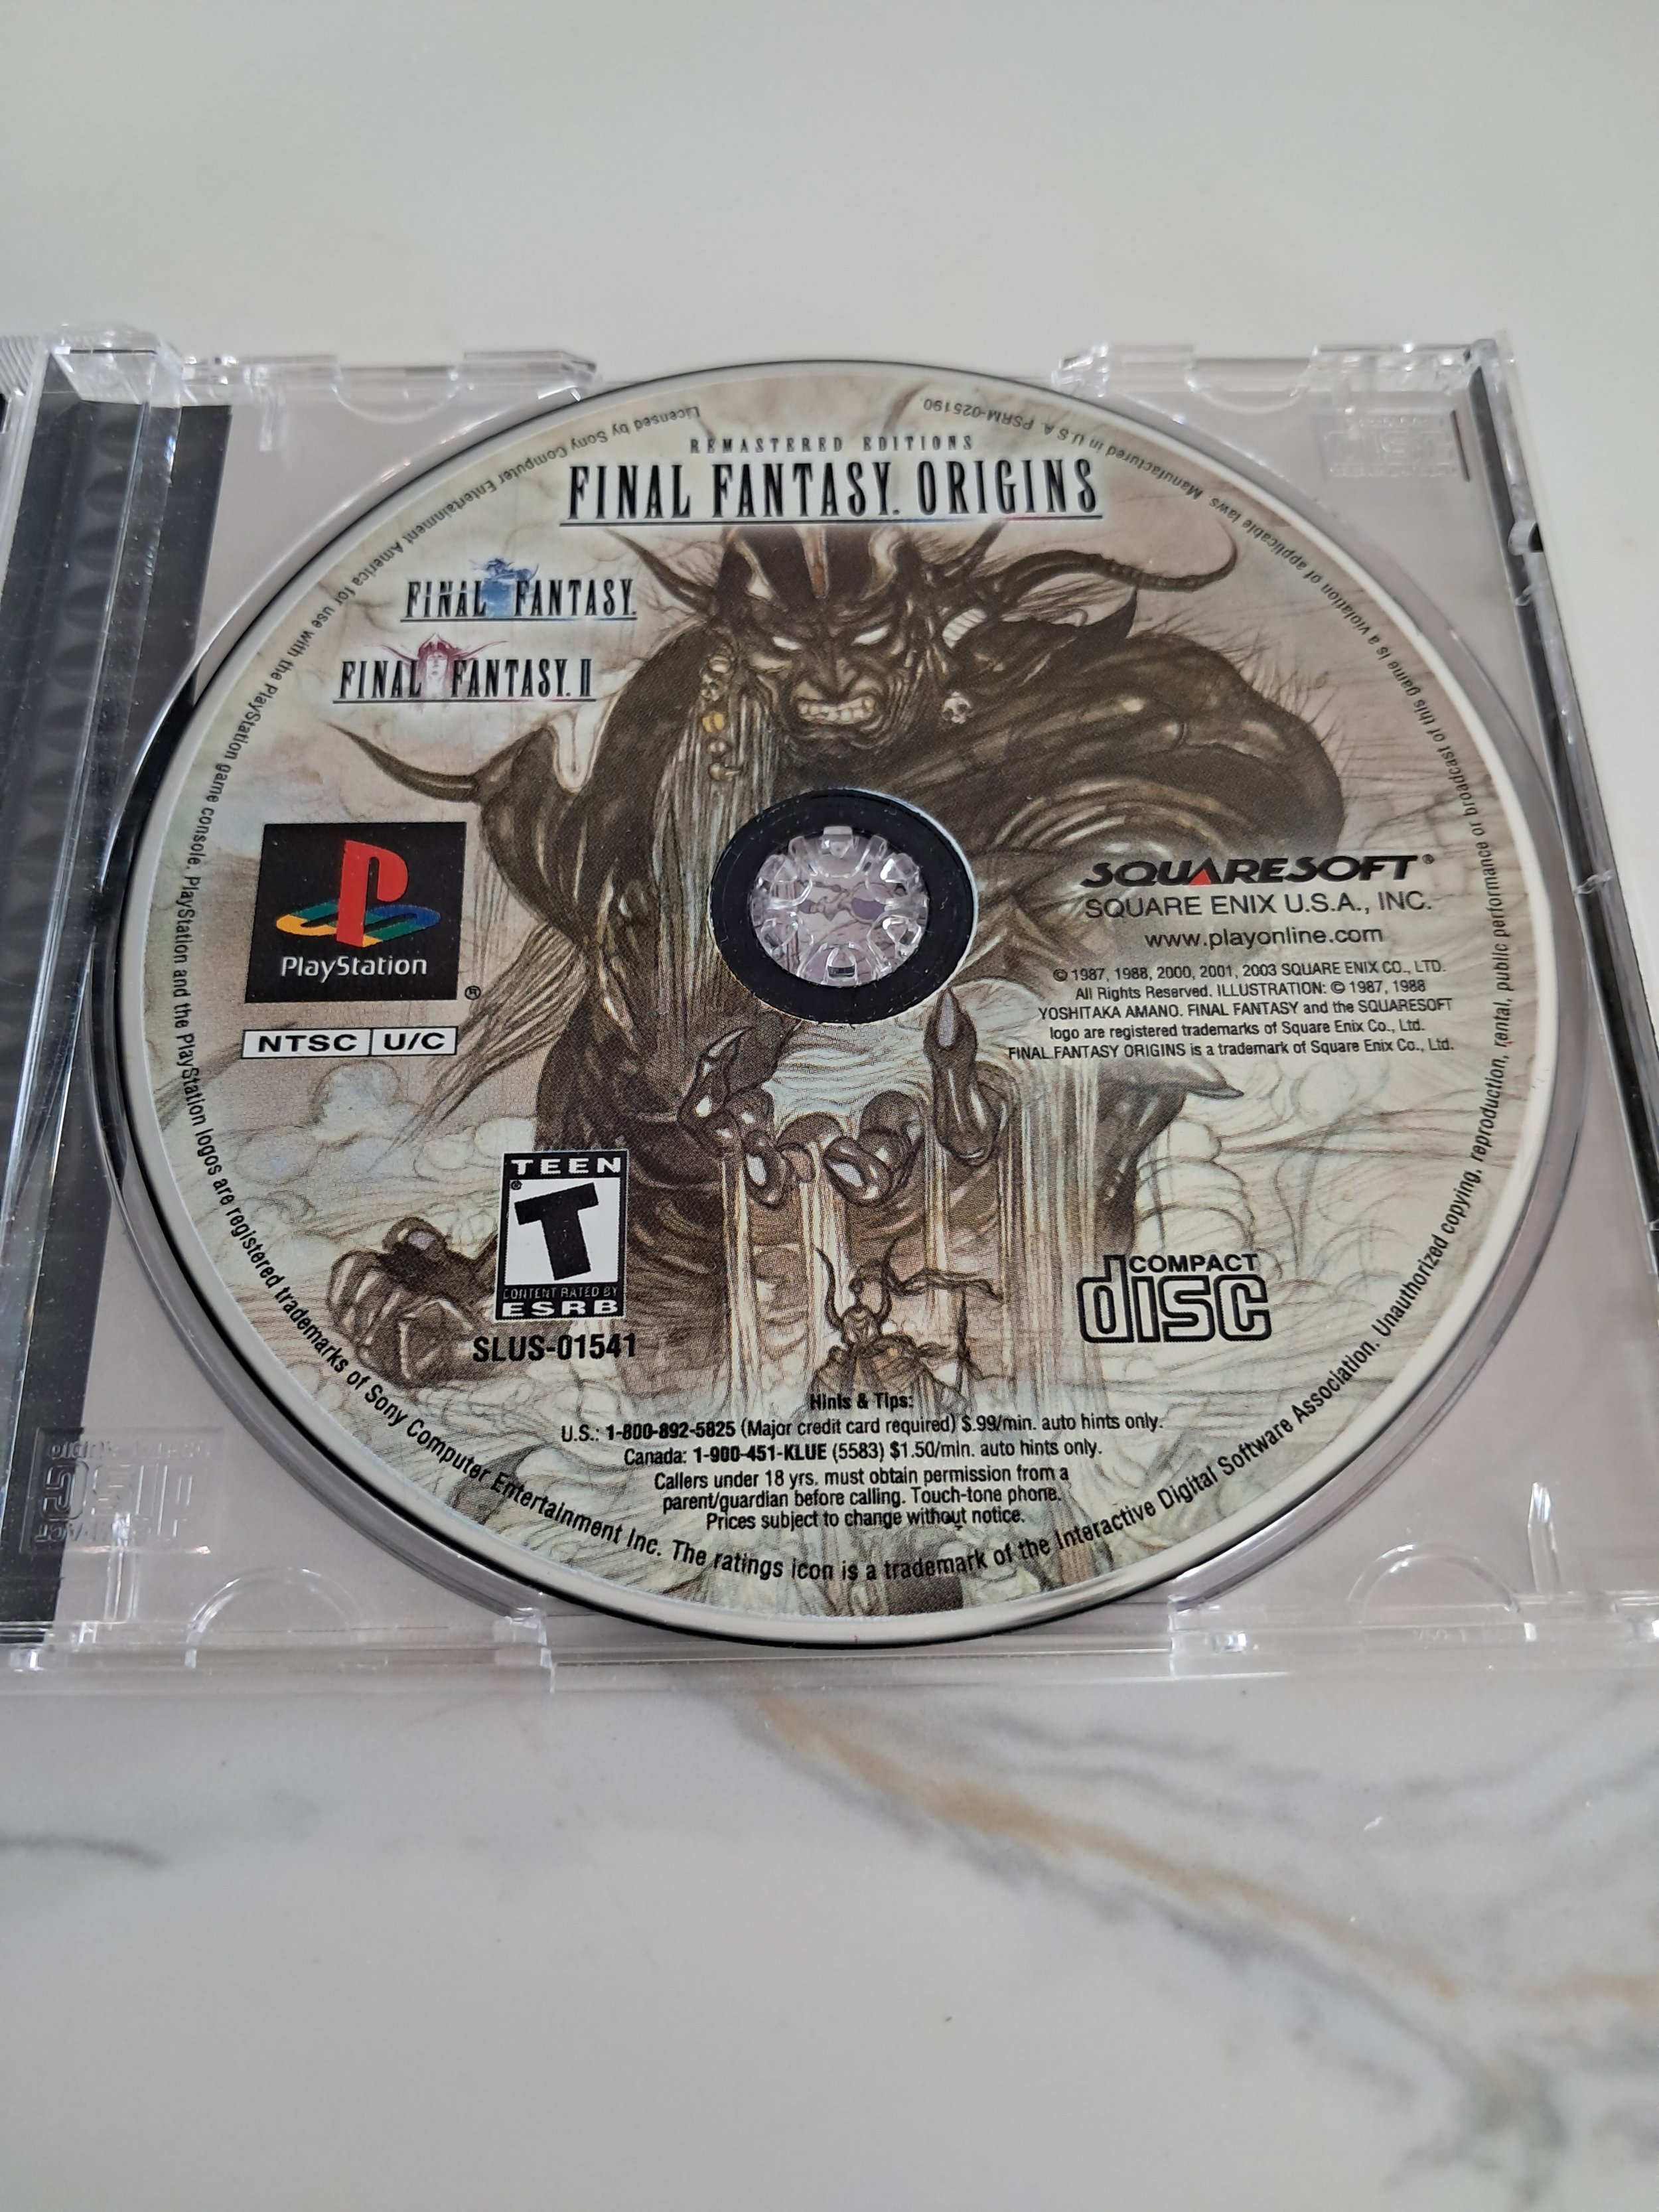 REMASTERED EDITIONS
FINAL FANTASY. ORIGINS
FINAL FANTASY.
FINAL FANTASY. II
PlayStation
®
NTSC U/C
SQUARESOFT®
SQUARE ENIX U.S.A., INC.
www.playonline.com
© 1987, 1988, 2000, 2001, 2003 SQUARE ENIX CO., LTD.
All Rights Reserved. ILLUSTRATION: © 1987, 1988
YOSHITAKA AMANO. FINAL FANTASY and the SQUARESOFT
logo are registered trademarks of Square Enix Co., Ltd.
FINAL FANTASY ORIGINS is a trademark of Square Enix Co., Ltd.
TEEN
T
®
CONTENT RATED BY
ESRB
SLUS-01541
COMPACT
disc
Hints & Tips:
U.S.: 1-800-892-5825 (Major credit card required) $.99/min. auto hints only.
Canada: 1-900-451-KLUE (5583) $1.50/min. auto hints only.
Callers under 18 yrs. must obtain permission from a
parent/guardian before calling. Touch-tone phone.
Prices subject to change without notice.
Licensed by Sony Computer Entertainment America for use with the PlayStation game console. PlayStation and the PlayStation logos are registered trademarks of Sony Computer Entertainment Inc. The ratings icon is a trademark of the Interactive Digital Software Association. Unauthorized copying, reproduction, rental, public performance or broadcast of this game is a violation of applicable laws. Manufactured in U.S.A. PSRM-025190